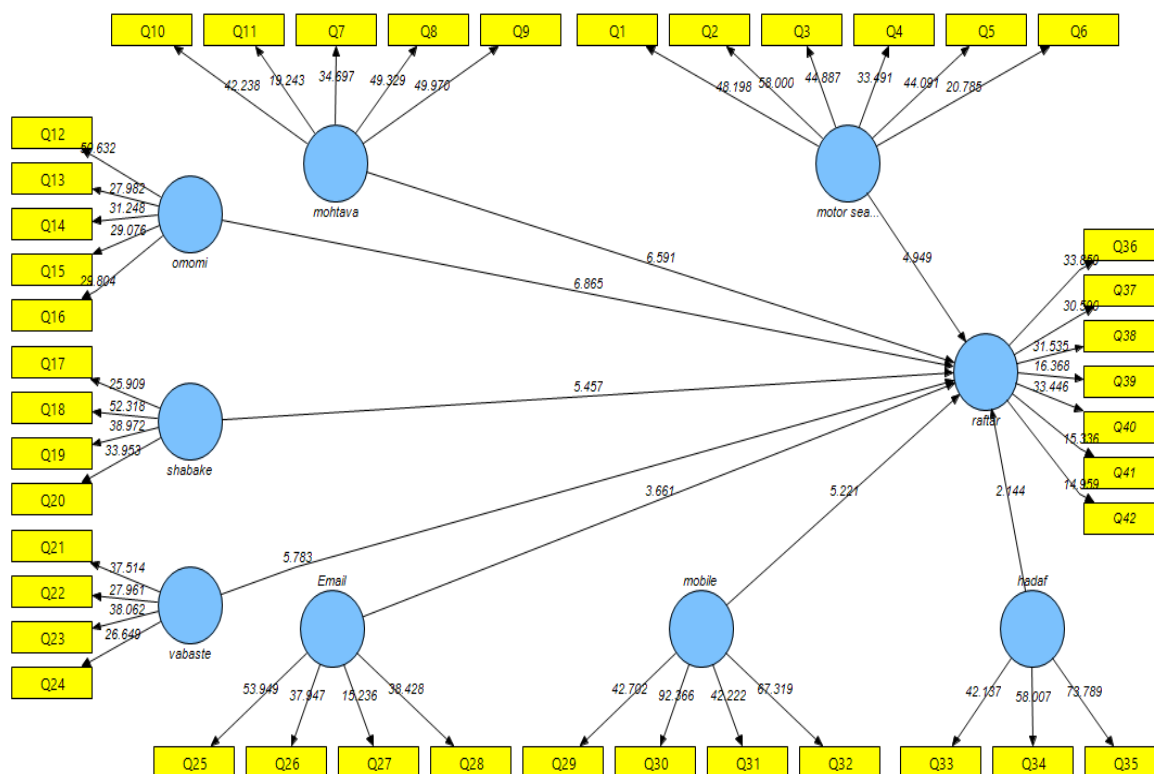 Q10 Q11 Q7 Q8 Q9 Q1 Q2 Q3 Q4 Q5 Q6
42.238 19.243 34.697 49.329 49.970
48.198 58.000 44.887 33.491 44.091 20.785
mohtava
motor sea...
Q12
Q13
Q14
Q15
Q16
50.632
27.982
31.248
29.076
29.804
omomi
6.591
6.865
4.949
Q36
Q37
Q38
Q39
Q40
Q41
Q42
31.535
16.368
33.446
15.336
14.959
raftar
Q17
Q18
Q19
Q20
25.909
52.318
38.972
33.953
shabake
5.457
Q21
Q22
Q23
Q24
37.514
27.961
38.062
26.649
vabaste
5.783
3.661
5.221
2.144
Email
mobile
hadaf
53.949 37.947 15.236 38.428
42.702 92.366 42.222 67.319
42.137 58.007 73.789
Q25 Q26 Q27 Q28 Q29 Q30 Q31 Q32 Q33 Q34 Q35